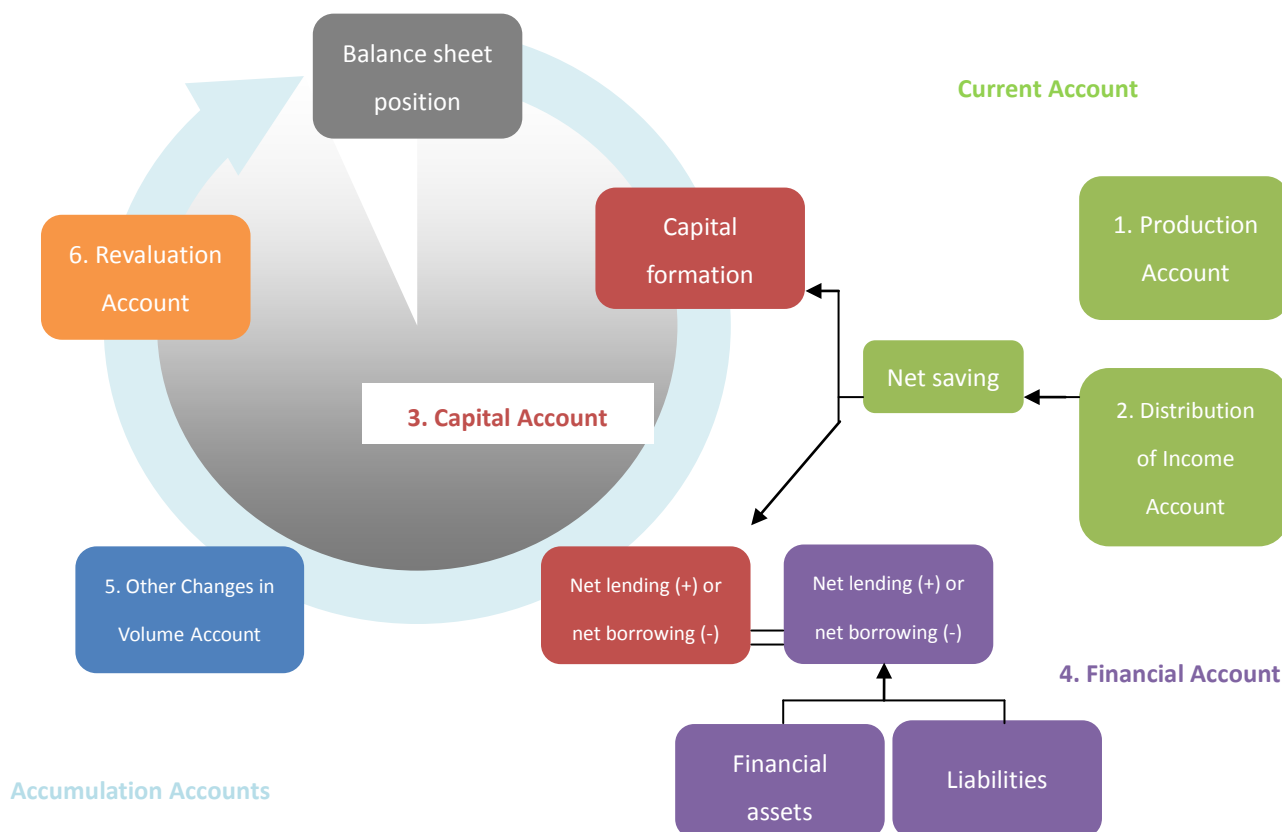 Balance sheet
position
Current Account
Capital
formation
1. Production
Account
6. Revaluation
Account
Net saving
3. Capital Account
2. Distribution
of Income
Account
5. Other Changes in
Volume Account
Net lending (+) or
net borrowing (-)
Net lending (+) or
net borrowing (-)
4. Financial Account
Financial
assets
Liabilities
Accumulation Accounts